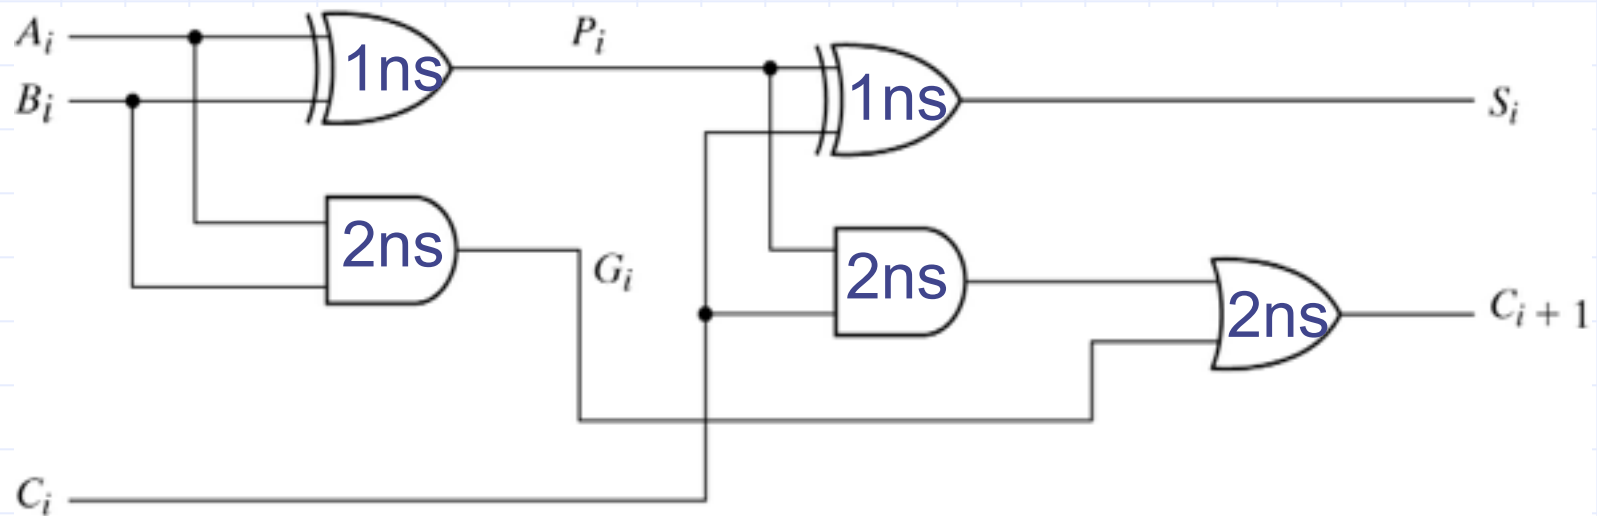 Aᵢ
1ns
Pᵢ
Bᵢ
1ns
Sᵢ
2ns
Gᵢ
2ns
2ns
Cᵢ + 1
Cᵢ